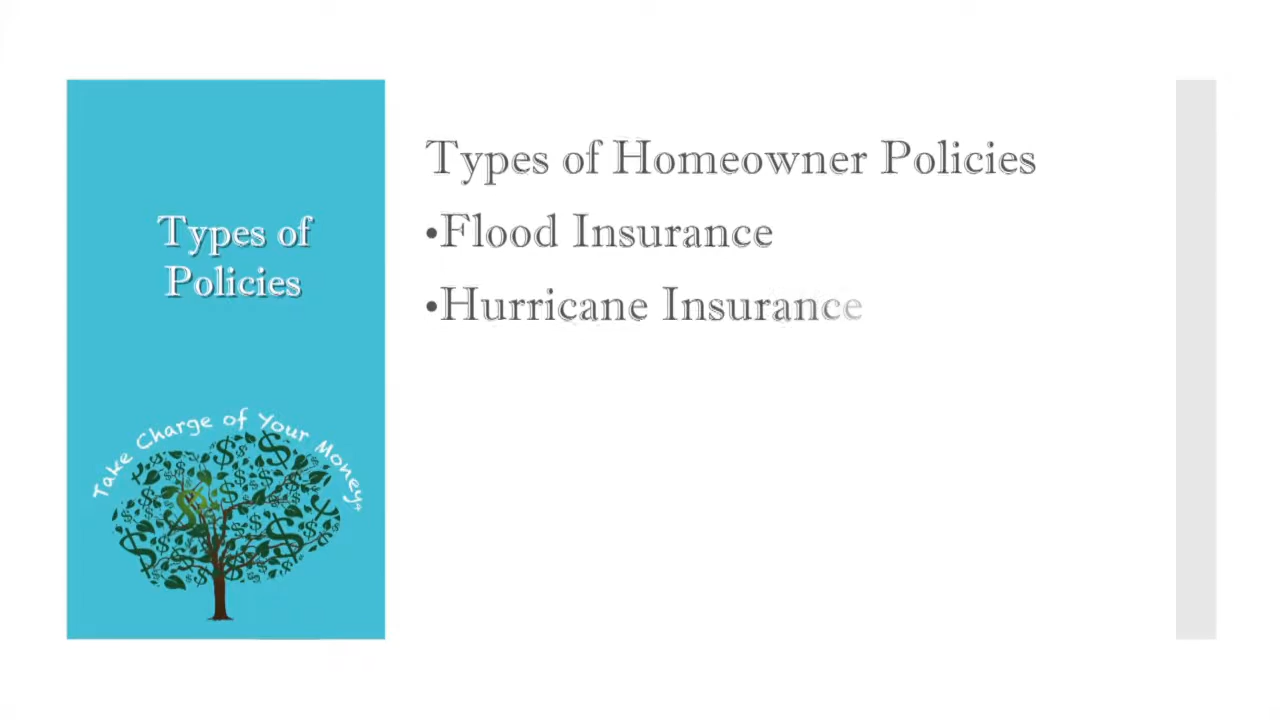 Types of
Policies
Take Charge of Your Money
Types of Homeowner Policies
•Flood Insurance
•Hurricane Insurance